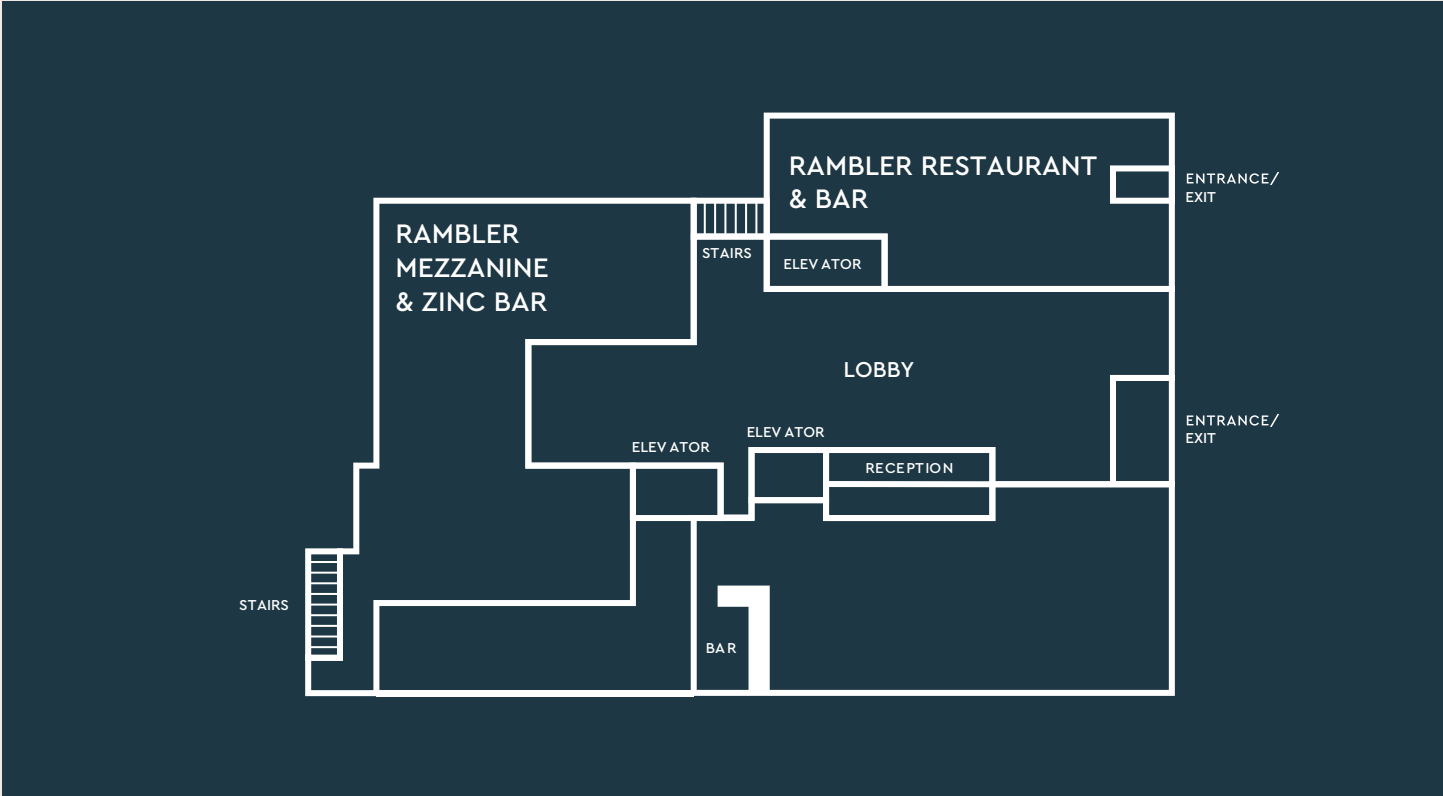 RAMBLER RESTAURANT
& BAR
ENTRANCE/
EXIT
RAMBLER
MEZZANINE
& ZINC BAR
STAIRS
ELEVATOR
LOBBY
ENTRANCE/
EXIT
ELEVATOR
ELEVATOR
RECEPTION
STAIRS
BAR